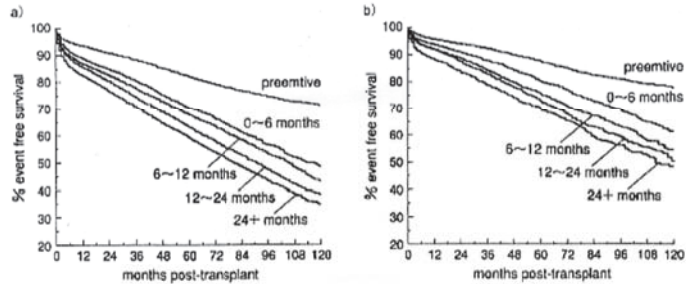 a)
% event free survival
100
90
80
70
60
50
40
30
20
preemtive
0~6 months
6~12 months
12~24 months
24+ months
0 12 24 36 48 60 72 84 96 108 120
months post-transplant
b)
% event free survival
100
90
80
70
60
50
40
30
20
preemtive
0~6 months
6~12 months
12~24 months
24+ months
0 12 24 36 48 60 72 84 96 108 120
months post-transplant